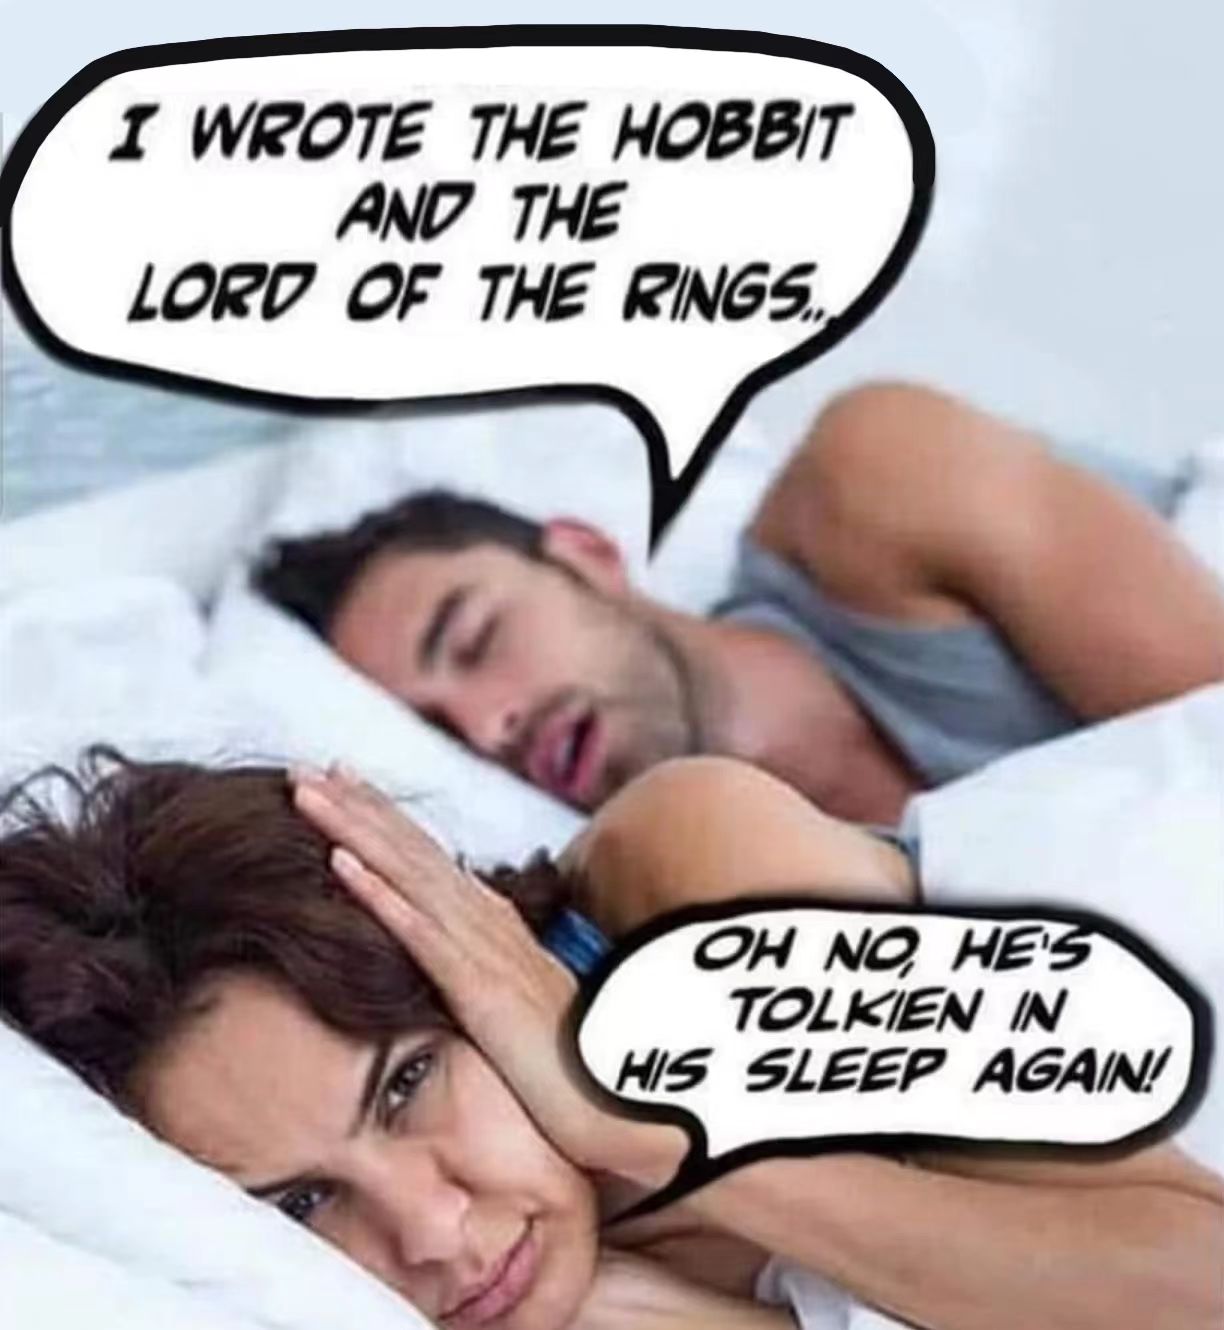 I WROTE THE HOBBIT
AND THE
LORD OF THE RINGS...
OH NO, HE'S
TOLKIEN IN
HIS SLEEP AGAIN!